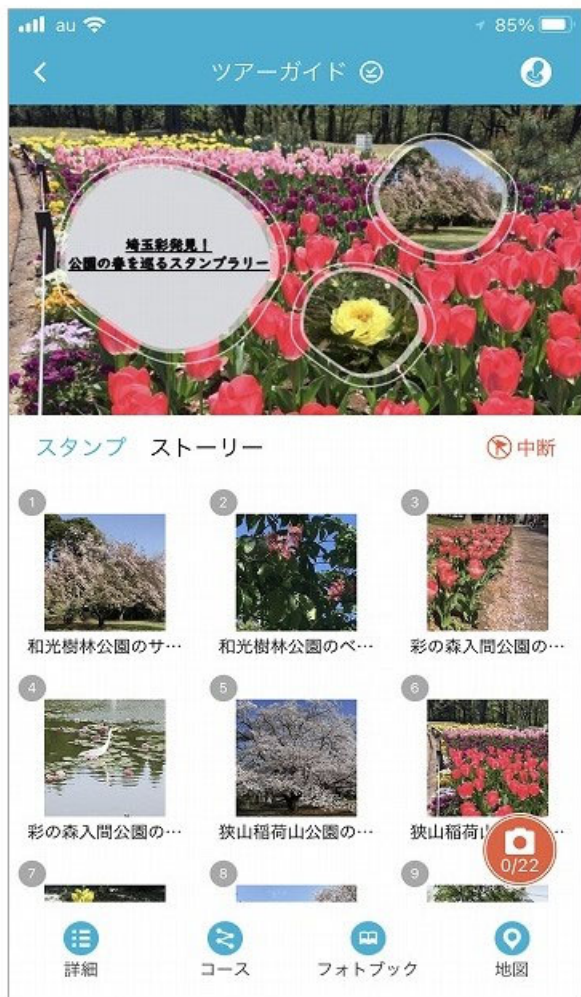 au
85%
ツアーガイド
埼玉彩発見！
公園の春を巡るスタンプラリー
スタンプ ストーリー 中断
1 2 3
和光樹林公園のサ… 和光樹林公園のベ… 彩の森入間公園の…
4 5 6
彩の森入間公園の… 狭山稲荷山公園の… 狭山稲荷山
0/22
7 8 9
詳細 コース フォトブック 地図